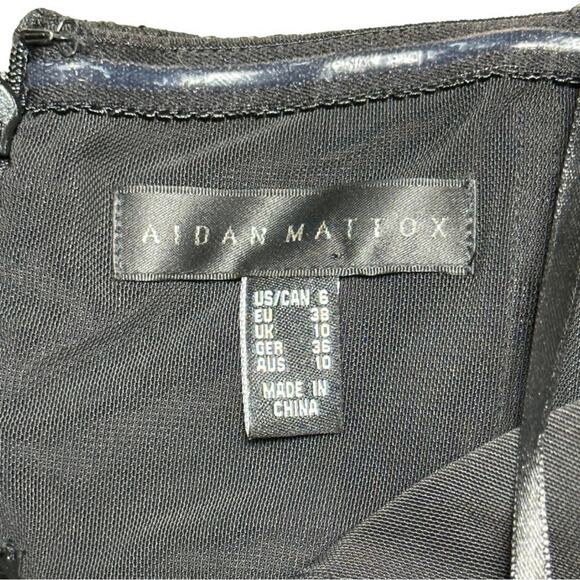 AIDAN MATTOX
US/CAN 6
EU 38
UK 10
GER 36
AUS 10
MADE IN
CHINA